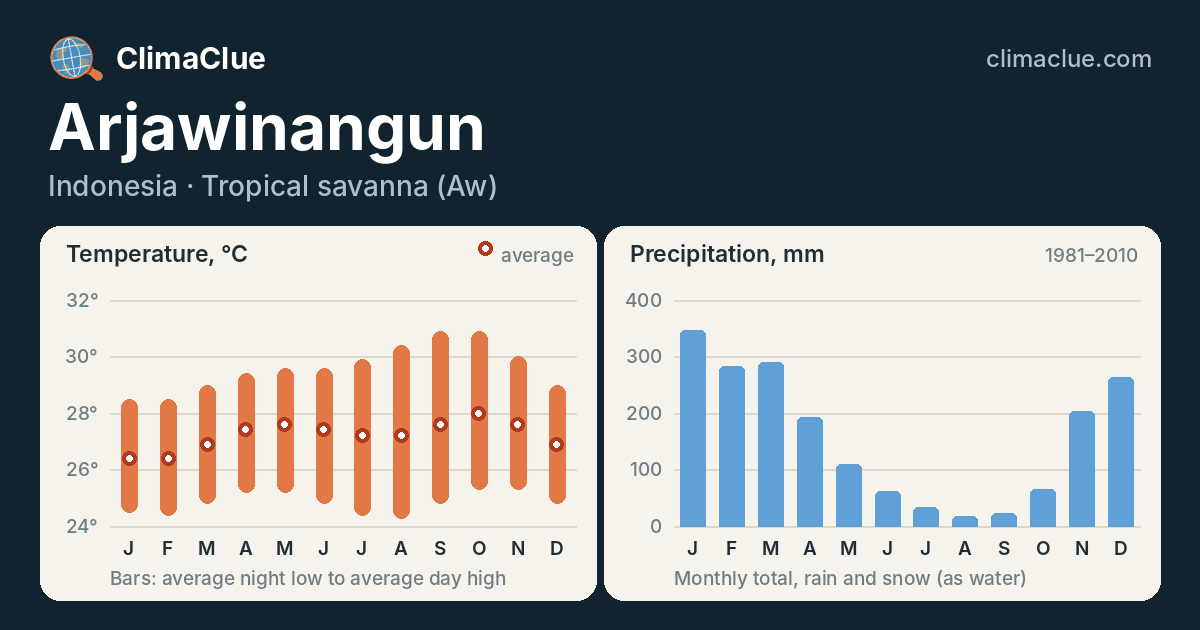 ClimaClue
climaclue.com
Arjawinangun
Indonesia · Tropical savanna (Aw)
Temperature, °C
average
32°
30°
28°
26°
24°
J F M A M J J A S O N D
Bars: average night low to average day high
Precipitation, mm
1981–2010
400
300
200
100
0
J F M A M J J A S O N D
Monthly total, rain and snow (as water)